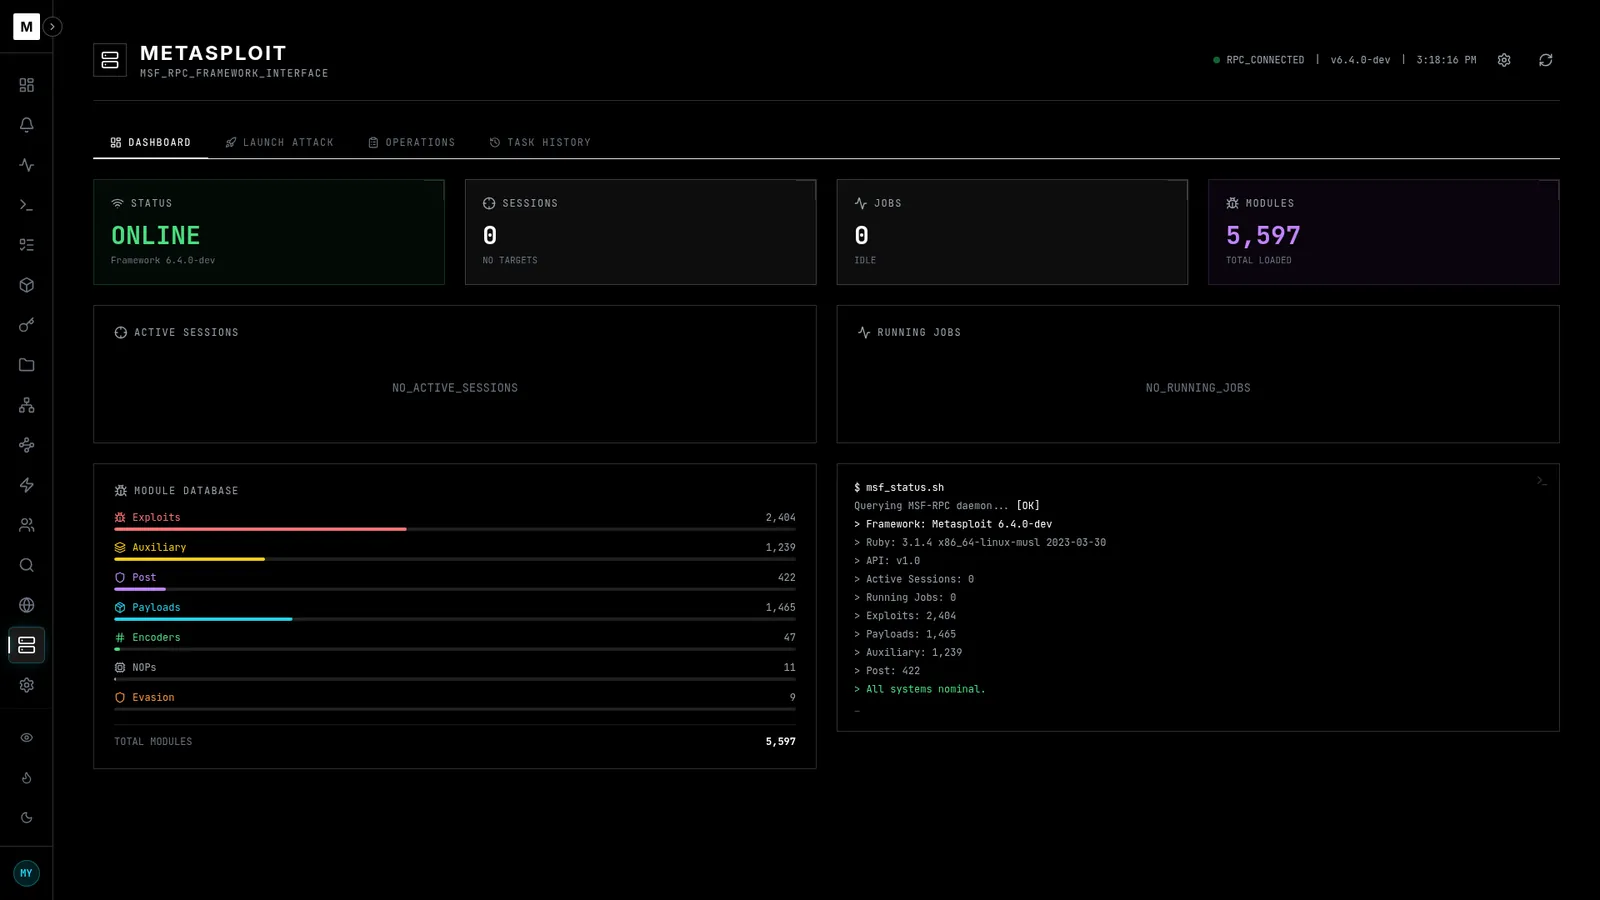 M
METASPLOIT
MSF_RPC_FRAMEWORK_INTERFACE
RPC_CONNECTED | v6.4.0-dev | 3:18:16 PM
DASHBOARD
LAUNCH ATTACK
OPERATIONS
TASK HISTORY
STATUS
ONLINE
Framework 6.4.0-dev
SESSIONS
0
NO TARGETS
JOBS
0
IDLE
MODULES
5,597
TOTAL LOADED
ACTIVE SESSIONS
NO_ACTIVE_SESSIONS
RUNNING JOBS
NO_RUNNING_JOBS
MODULE DATABASE
Exploits 2,404
Auxiliary 1,239
Post 422
Payloads 1,465
Encoders 47
NOPs 11
Evasion 9
TOTAL MODULES 5,597
$ msf_status.sh
Querying MSF-RPC daemon... [OK]
> Framework: Metasploit 6.4.0-dev
> Ruby: 3.1.4 x86_64-linux-musl 2023-03-30
> API: v1.0
> Active Sessions: 0
> Running Jobs: 0
> Exploits: 2,404
> Payloads: 1,465
> Auxiliary: 1,239
> Post: 422
> All systems nominal.
_
MY